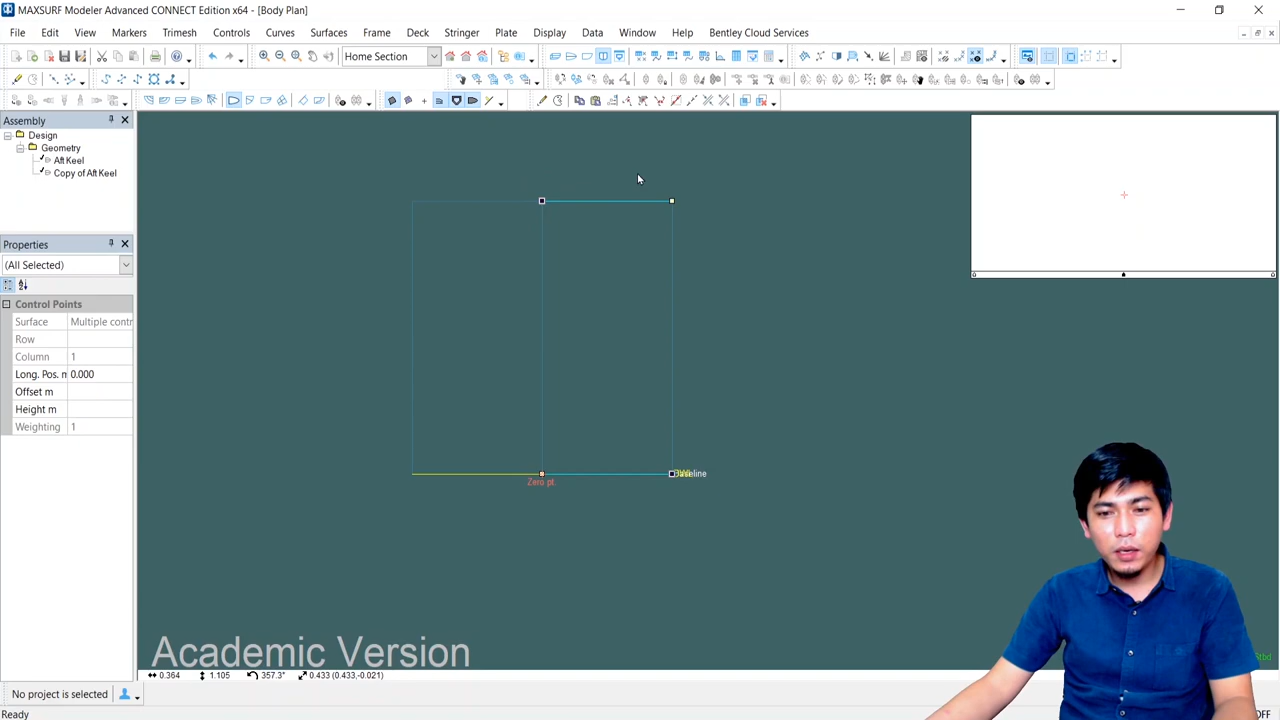 MAXSURF Modeler Advanced CONNECT Edition x64 - [Body Plan]
File Edit View Markers Trimesh Controls Curves Surfaces Frame Deck Stringer Plate Display Data Window Help Bentley Cloud Services
Home Section
Assembly
Design
Geometry
Aft Keel
Copy of Aft Keel
Properties
(All Selected)
Control Points
Surface Multiple contr
Row
Column 1
Long. Pos. m 0.000
Offset m
Height m
Weighting 1
Zero pt.
Academic Version
0.364 1.105 357.3° 0.433 (0.433,-0.021)
No project is selected
Ready